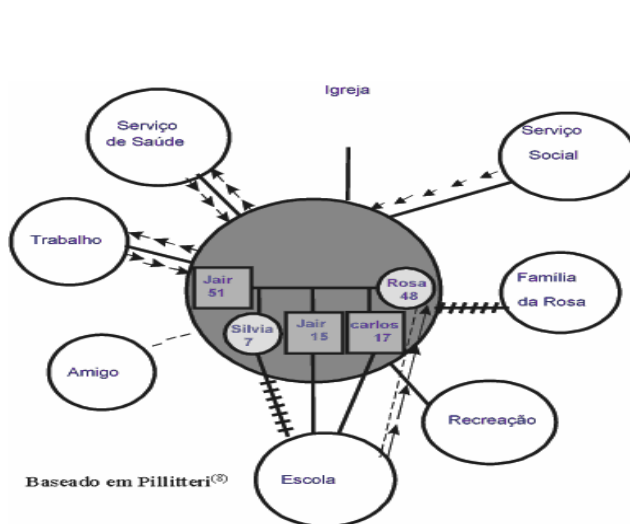 Igreja
Serviço
de Saúde
Serviço
Social
Trabalho
Jair
51
Rosa
48
Família
da Rosa
Silvia
7
Jair
15
carlos
17
Amigo
Recreação
Escola
Baseado em Pillitteri(8)